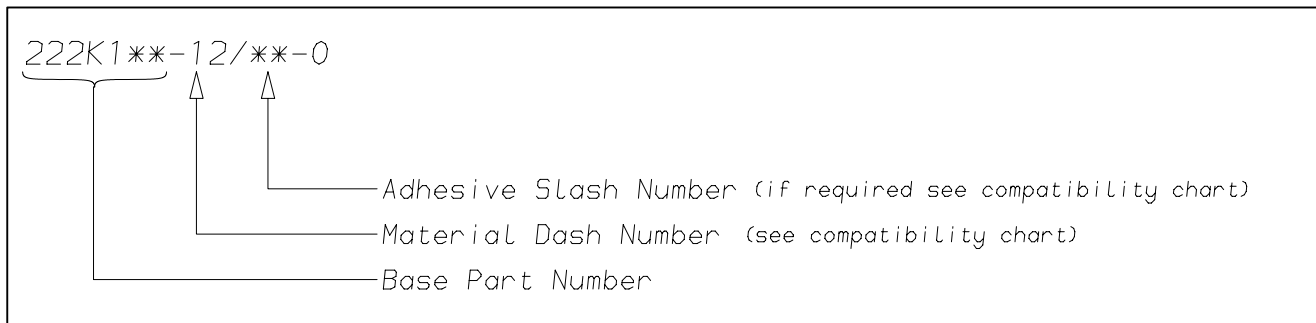 222K1**-12/**-0
Adhesive Slash Number (if required see compatibility chart)
Material Dash Number (see compatibility chart)
Base Part Number